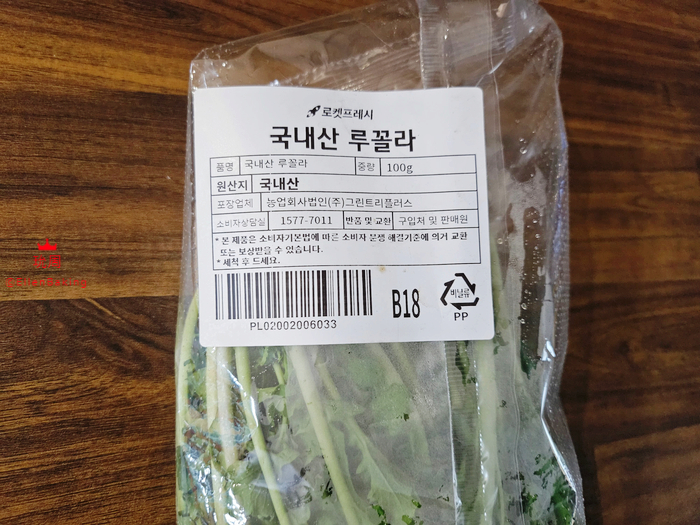 로켓프레시
국내산 루꼴라
품명 국내산 루꼴라 중량 100g
원산지 국내산
포장업체 농업회사법인(주)그린트리플러스
소비자상담실 1577-7011 반품 및 교환 구입처 및 판매원
* 본 제품은 소비자기본법에 따른 소비자 분쟁 해결기준에 의거 교환
또는 보상받을 수 있습니다.
* 세척 후 드세요.
PL02002006033
B18
비닐류
PP